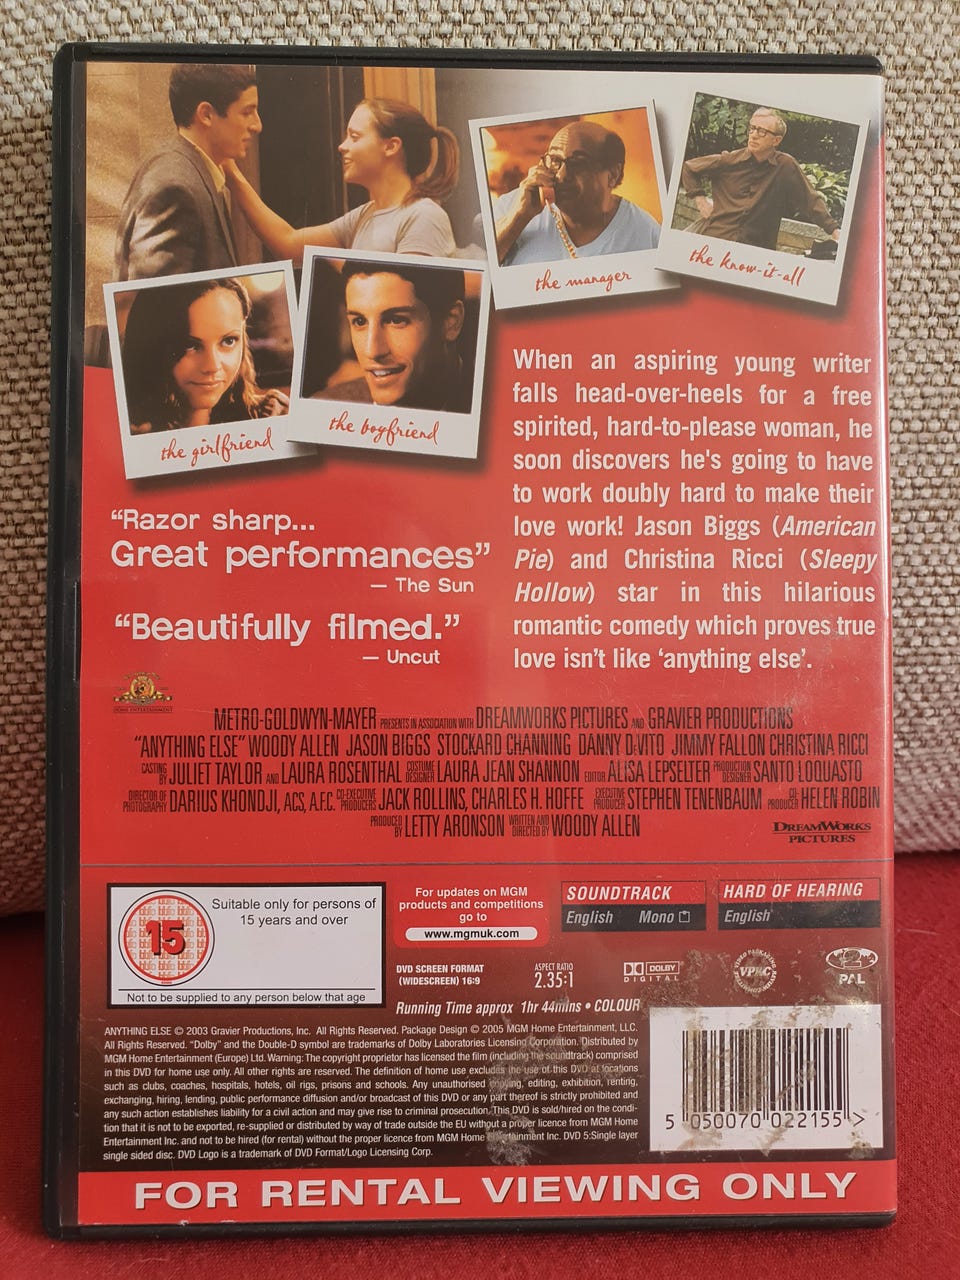 the manager
the know-it-all
the girlfriend
the boyfriend
When an aspiring young writer
falls head-over-heels for a free
spirited, hard-to-please woman, he
soon discovers he's going to have
to work doubly hard to make their
love work! Jason Biggs (American
Pie) and Christina Ricci (Sleepy
Hollow) star in this hilarious
romantic comedy which proves true
love isn't like 'anything else'.
“Razor sharp...
Great performances”
– The Sun
“Beautifully filmed.”
– Uncut
METRO-GOLDWYN-MAYER PRESENTS IN ASSOCIATION WITH DREAMWORKS PICTURES AND GRAVIER PRODUCTIONS
“ANYTHING ELSE” WOODY ALLEN JASON BIGGS STOCKARD CHANNING DANNY DeVITO JIMMY FALLON CHRISTINA RICCI
CASTING BY JULIET TAYLOR AND LAURA ROSENTHAL COSTUME DESIGNER LAURA JEAN SHANNON EDITOR ALISA LEPSELTER PRODUCTION DESIGNER SANTO LOQUASTO
DIRECTOR OF PHOTOGRAPHY DARIUS KHONDJI, ACS, A.F.C. CO-EXECUTIVE PRODUCERS JACK ROLLINS, CHARLES H. HOFFE EXECUTIVE PRODUCER STEPHEN TENENBAUM CO-PRODUCER HELEN ROBIN
PRODUCED BY LETTY ARONSON WRITTEN AND DIRECTED BY WOODY ALLEN
DREAMWORKS
PICTURES
15
Suitable only for persons of
15 years and over
Not to be supplied to any person below that age
For updates on MGM
products and competitions
go to
www.mgmuk.com
SOUNDTRACK
English Mono
HARD OF HEARING
English
DVD SCREEN FORMAT
(WIDESCREEN) 16:9
ASPECT RATIO
2.35:1
DOLBY
DIGITAL
VPRC
2
PAL
Running Time approx 1hr 44mins • COLOUR
ANYTHING ELSE © 2003 Gravier Productions, Inc. All Rights Reserved. Package Design © 2005 MGM Home Entertainment, LLC.
All Rights Reserved. “Dolby” and the Double-D symbol are trademarks of Dolby Laboratories Licensing Corporation. Distributed by
MGM Home Entertainment (Europe) Ltd. Warning: The copyright proprietor has licensed the film (including the soundtrack) comprised
in this DVD for home use only. All other rights are reserved. The definition of home use excludes the use of this DVD at locations
such as clubs, coaches, hospitals, hotels, oil rigs, prisons and schools. Any unauthorised copying, editing, exhibition, renting,
exchanging, hiring, lending, public performance diffusion and/or broadcast of this DVD or any part thereof is strictly prohibited and
any such action establishes liability for a civil action and may give rise to criminal prosecution. This DVD is sold/hired on the condi-
tion that it is not to be exported, re-supplied or distributed by way of trade outside the EU without a proper licence from MGM Home
Entertainment Inc. and not to be hired (for rental) without the proper licence from MGM Home Entertainment Inc. DVD 5:Single layer
single sided disc. DVD Logo is a trademark of DVD Format/Logo Licensing Corp.
5 050070 022155 >
FOR RENTAL VIEWING ONLY